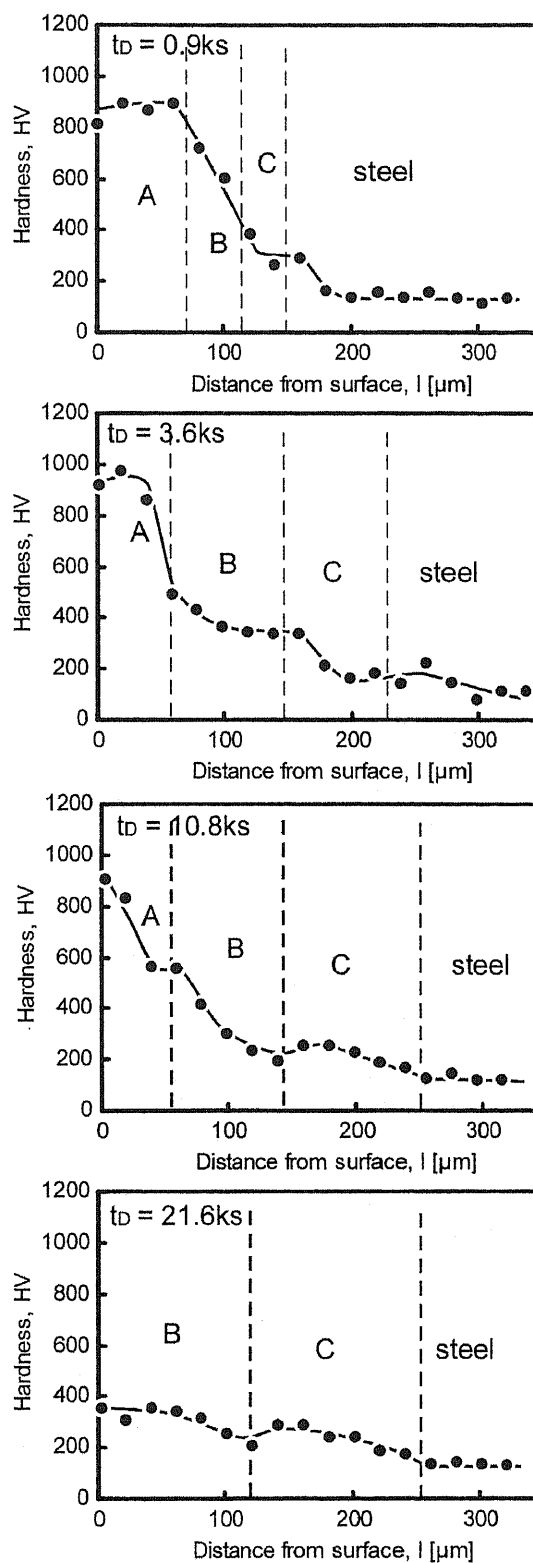 tD = 0.9ks
1200
1000
800
600
400
200
0
Hardness, HV
A
B
C
steel
0
100
200
300
Distance from surface, l [µm]
tD = 3.6ks
1200
1000
800
600
400
200
0
Hardness, HV
A
B
C
steel
0
100
200
300
Distance from surface, l [µm]
tD = 10.8ks
1200
1000
800
600
400
200
0
Hardness, HV
A
B
C
steel
0
100
200
300
Distance from surface, l [µm]
tD = 21.6ks
1200
1000
800
600
400
200
0
Hardness, HV
B
C
steel
0
100
200
300
Distance from surface, l [µm]